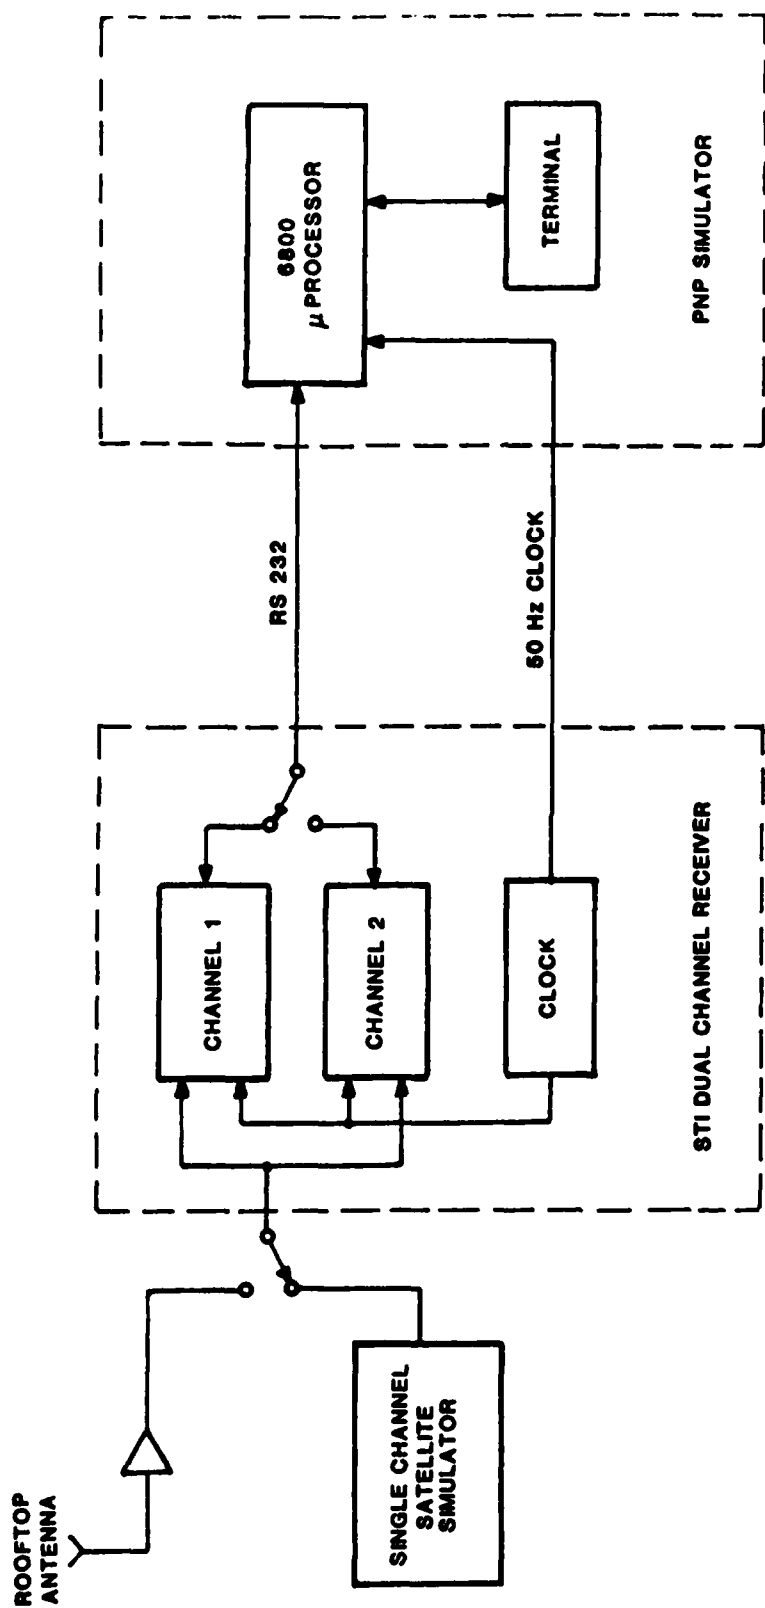 ROOFTOP
ANTENNA
SINGLE CHANNEL
SATELLITE
SIMULATOR
CHANNEL 1
CHANNEL 2
CLOCK
STI DUAL CHANNEL RECEIVER
RS 232
50 Hz CLOCK
6800
μ PROCESSOR
TERMINAL
PNP SIMULATOR